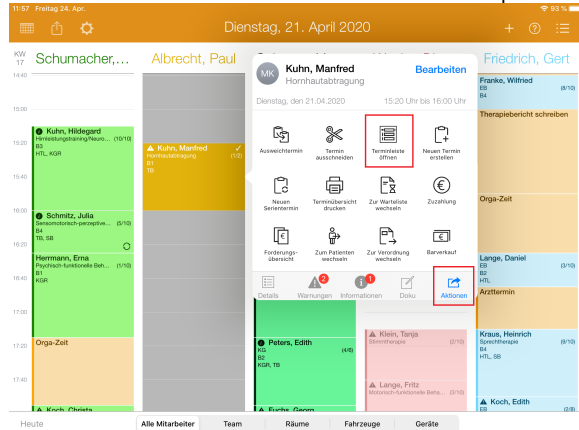 11:57 Freitag 24. Apr.
93 %
Dienstag, 21. April 2020
KW
17
Schumacher,...
Albrecht, Paul
Friedrich, Gert
14:40
15:00
15:20
15:40
16:00
16:20
16:40
17:00
17:20
17:40
Kuhn, Hildegard
Hirnleistungstraining/Neuro... (10/10)
B3
HTL, KGR
Schmitz, Julia
Sensomotorisch-perzeptive... (5/10)
B4
TB, SB
Herrmann, Erna
Psychisch-funktionelle Beh... (1/10)
B1
KGR
Orga-Zeit
Koch, Christa
Kuhn, Manfred
Hornhautabtragung (1/2)
B1
TB
MK
Kuhn, Manfred
Hornhautabtragung
Bearbeiten
Dienstag, den 21.04.2020
15:20 Uhr bis 16:00 Uhr
Ausweichtermin
Termin
ausschneiden
Terminleiste
öffnen
Neuen Termin
erstellen
Neuen
Serientermin
Terminübersicht
drucken
Zur Warteliste
wechseln
Zuzahlung
Forderungs-
übersicht
Zum Patienten
wechseln
Zur Verordnung
wechseln
Barverkauf
Details
Warnungen
2
Informationen
1
Doku
Aktionen
Peters, Edith
KG (4/6)
B2
KGR, TB
Fuchs, Georg
Klein, Tanja
Stimmtherapie (2/10)
Lange, Fritz
Motorisch-funktionelle Beh... (3/10)
Franke, Wilfried
EB (8/10)
B4
Therapiebericht schreiben
Orga-Zeit
Lange, Daniel
EB (3/10)
B2
HTL
Arzttermin
Kraus, Heinrich
Sprechtherapie (9/10)
B4
HTL, SB
Koch, Edith
EB (2/8)
Heute
Alle Mitarbeiter
Team
Räume
Fahrzeuge
Geräte